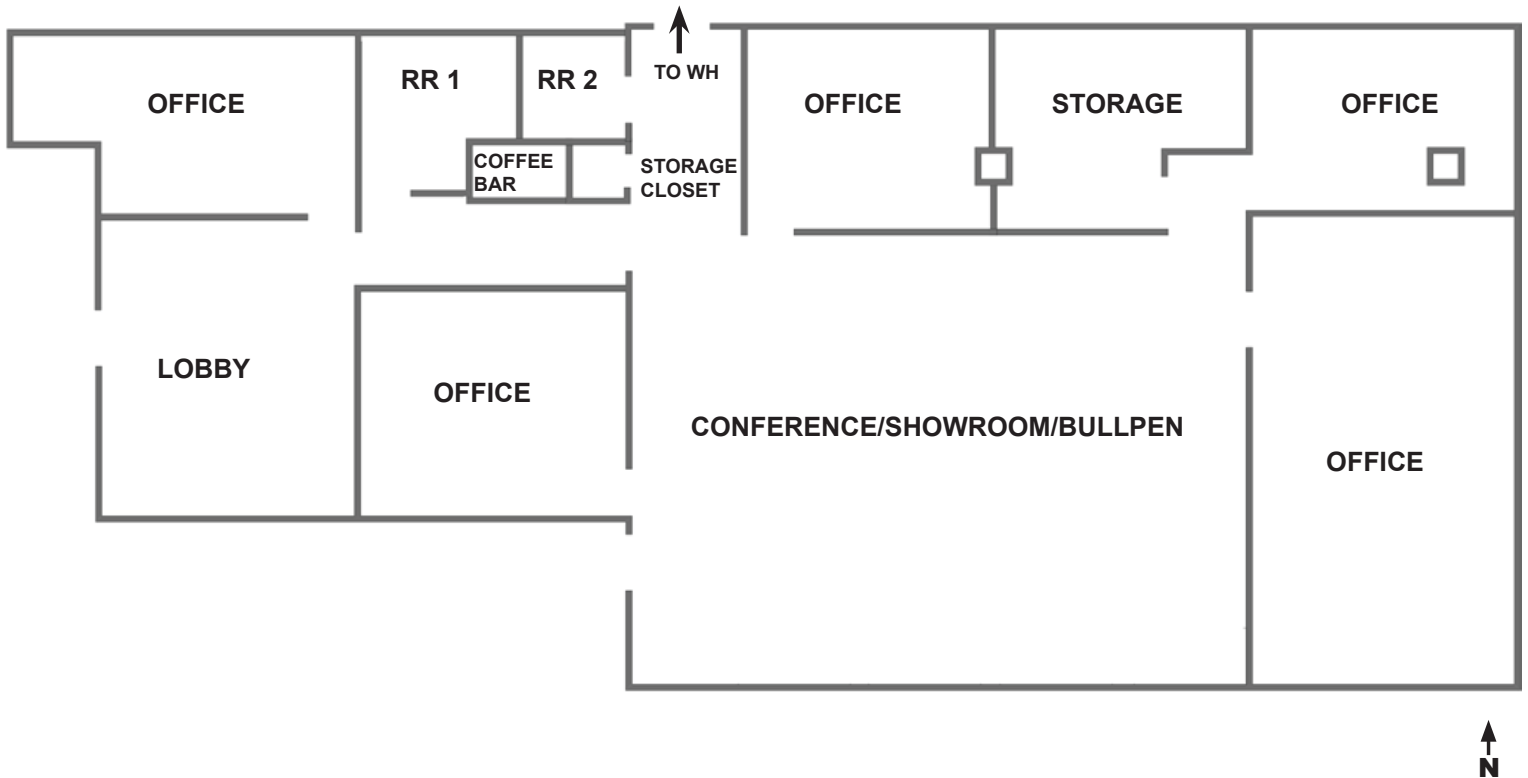 TO WH
OFFICE
RR 1
RR 2
OFFICE
STORAGE
OFFICE
COFFEE
BAR
STORAGE
CLOSET
LOBBY
OFFICE
CONFERENCE/SHOWROOM/BULLPEN
OFFICE
N